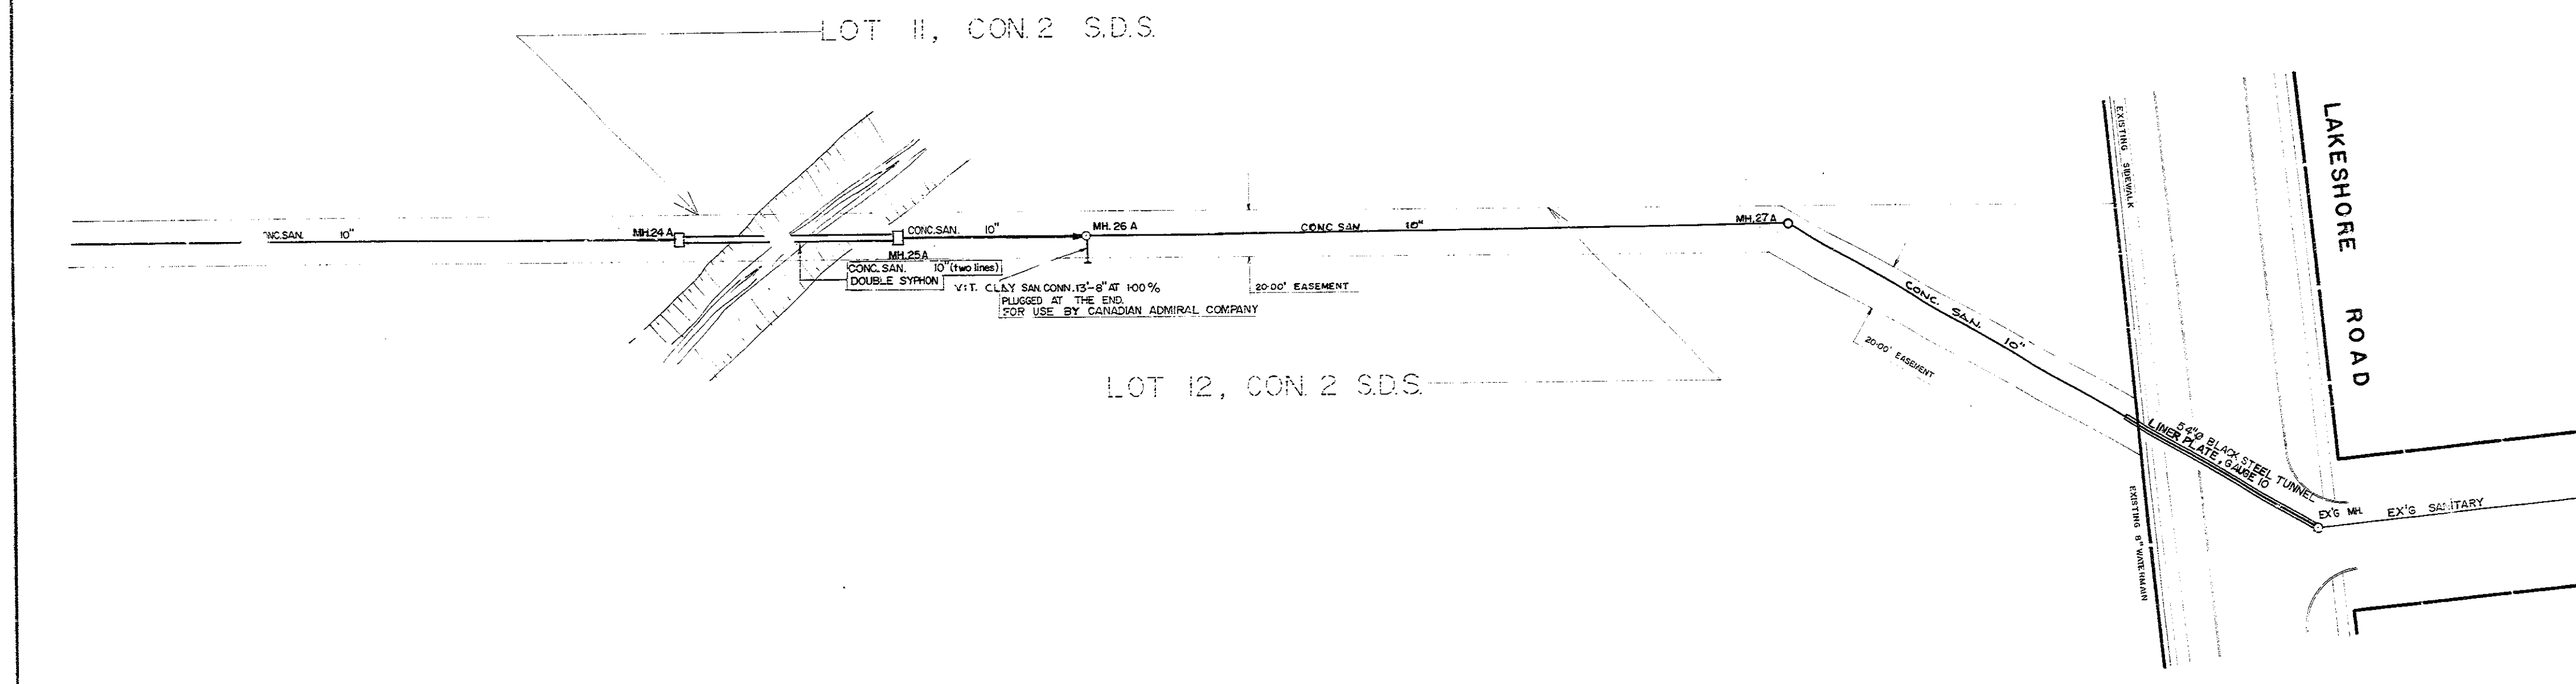 LOT 11, CON. 2 S.D.S.
CONC. SAN. 10"
MH.24 A
CONC. SAN. 10"
MH.25A
CONC. SAN. 10" (two lines)
DOUBLE SYPHON
MH. 26 A
VIT. CLAY SAN. CONN. 13'-8" AT 1·00 %
PLUGGED AT THE END.
FOR USE BY CANADIAN ADMIRAL COMPANY
20·00' EASEMENT
CONC SAN 10"
MH. 27 A
LOT 12, CON. 2 S.D.S.
CONC. SAN. 10"
20·00' EASEMENT
EXISTING SIDEWALK
EXISTING 8" WATERMAIN
LAKESHORE ROAD
54"Ø BLACK STEEL TUNNEL
LINER PLATE, GAUGE 10
EX'G MH.
EX'G SANITARY